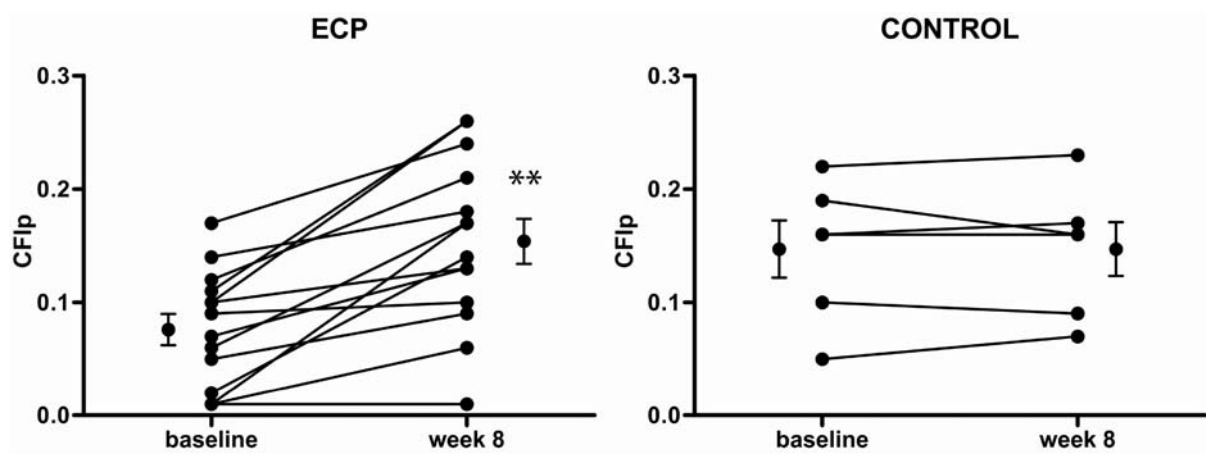 ECP
CONTROL
0.3
0.2
0.1
0.0
CFIp
**
baseline
week 8
0.3
0.2
0.1
0.0
CFIp
baseline
week 8